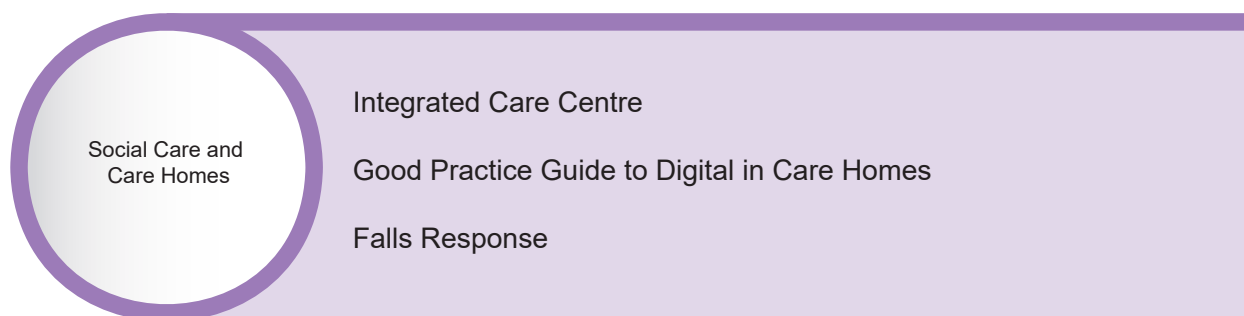 Social Care and
Care Homes
Integrated Care Centre
Good Practice Guide to Digital in Care Homes
Falls Response